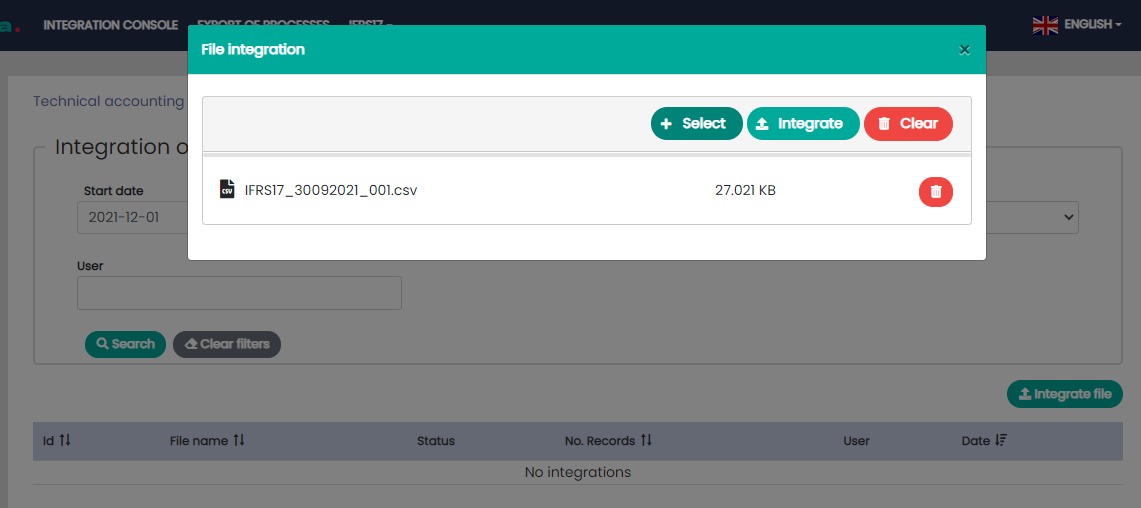 a.
INTEGRATION CONSOLE
EXPORT OF PROCESSES
IFRS17
ENGLISH
File integration
×
Technical accounting
Select
Integrate
Clear
Integration o
CSV
IFRS17_30092021_001.csv
27.021 KB
Start date
2021-12-01
User
Search
Clear filters
Integrate file
Id
File name
Status
No. Records
User
Date
No integrations